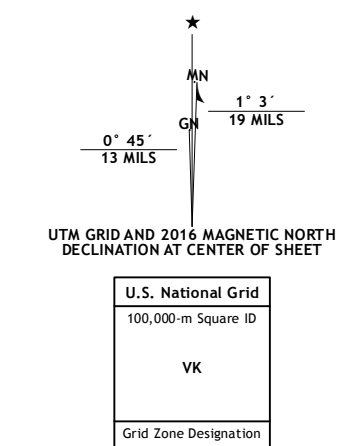 MN
1° 3´
19 MILS
GN
0° 45´
13 MILS
UTM GRID AND 2016 MAGNETIC NORTH
DECLINATION AT CENTER OF SHEET
U.S. National Grid
100,000-m Square ID
VK
Grid Zone Designation